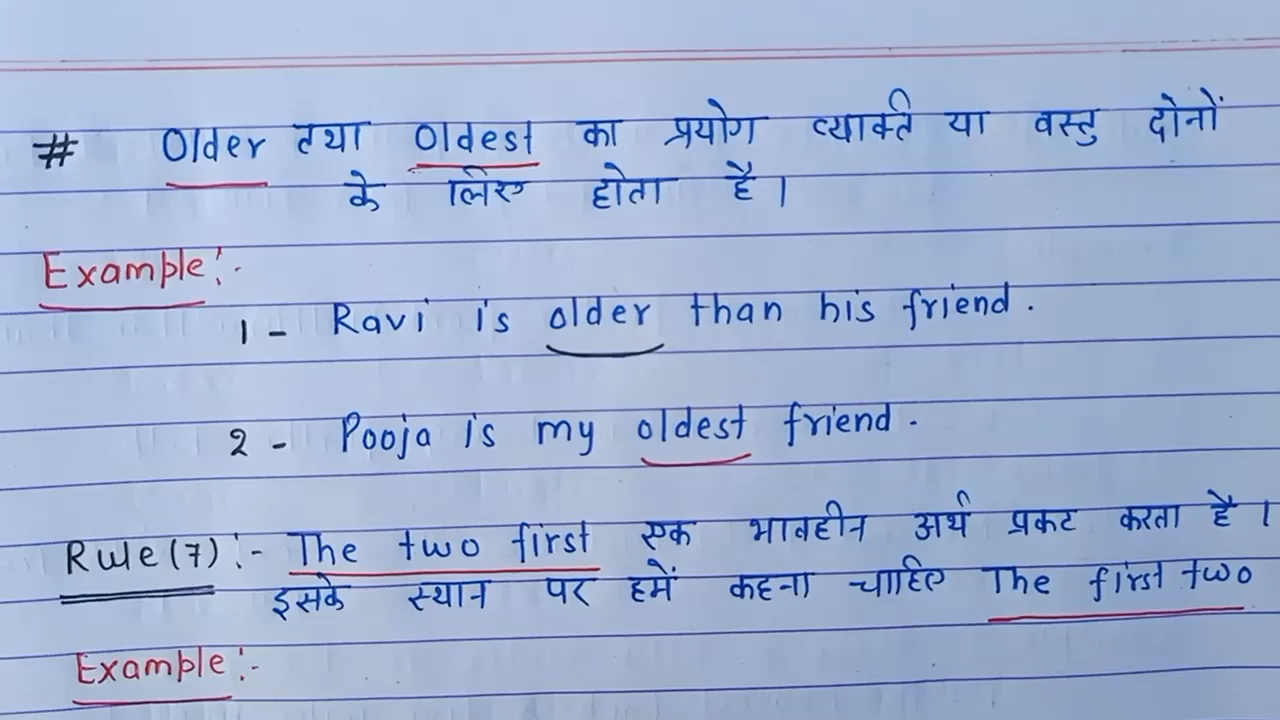 # Older तथा Oldest का प्रयोग व्यक्ति या वस्तु दोनों
के लिए होता है।
Example:-
1- Ravi is older than his friend.
2- Pooja is my oldest friend.
Rule(7):- The two first एक भावहीन अर्थ प्रकट करता है।
इसके स्थान पर हमें कहना चाहिए The first two
Example:-